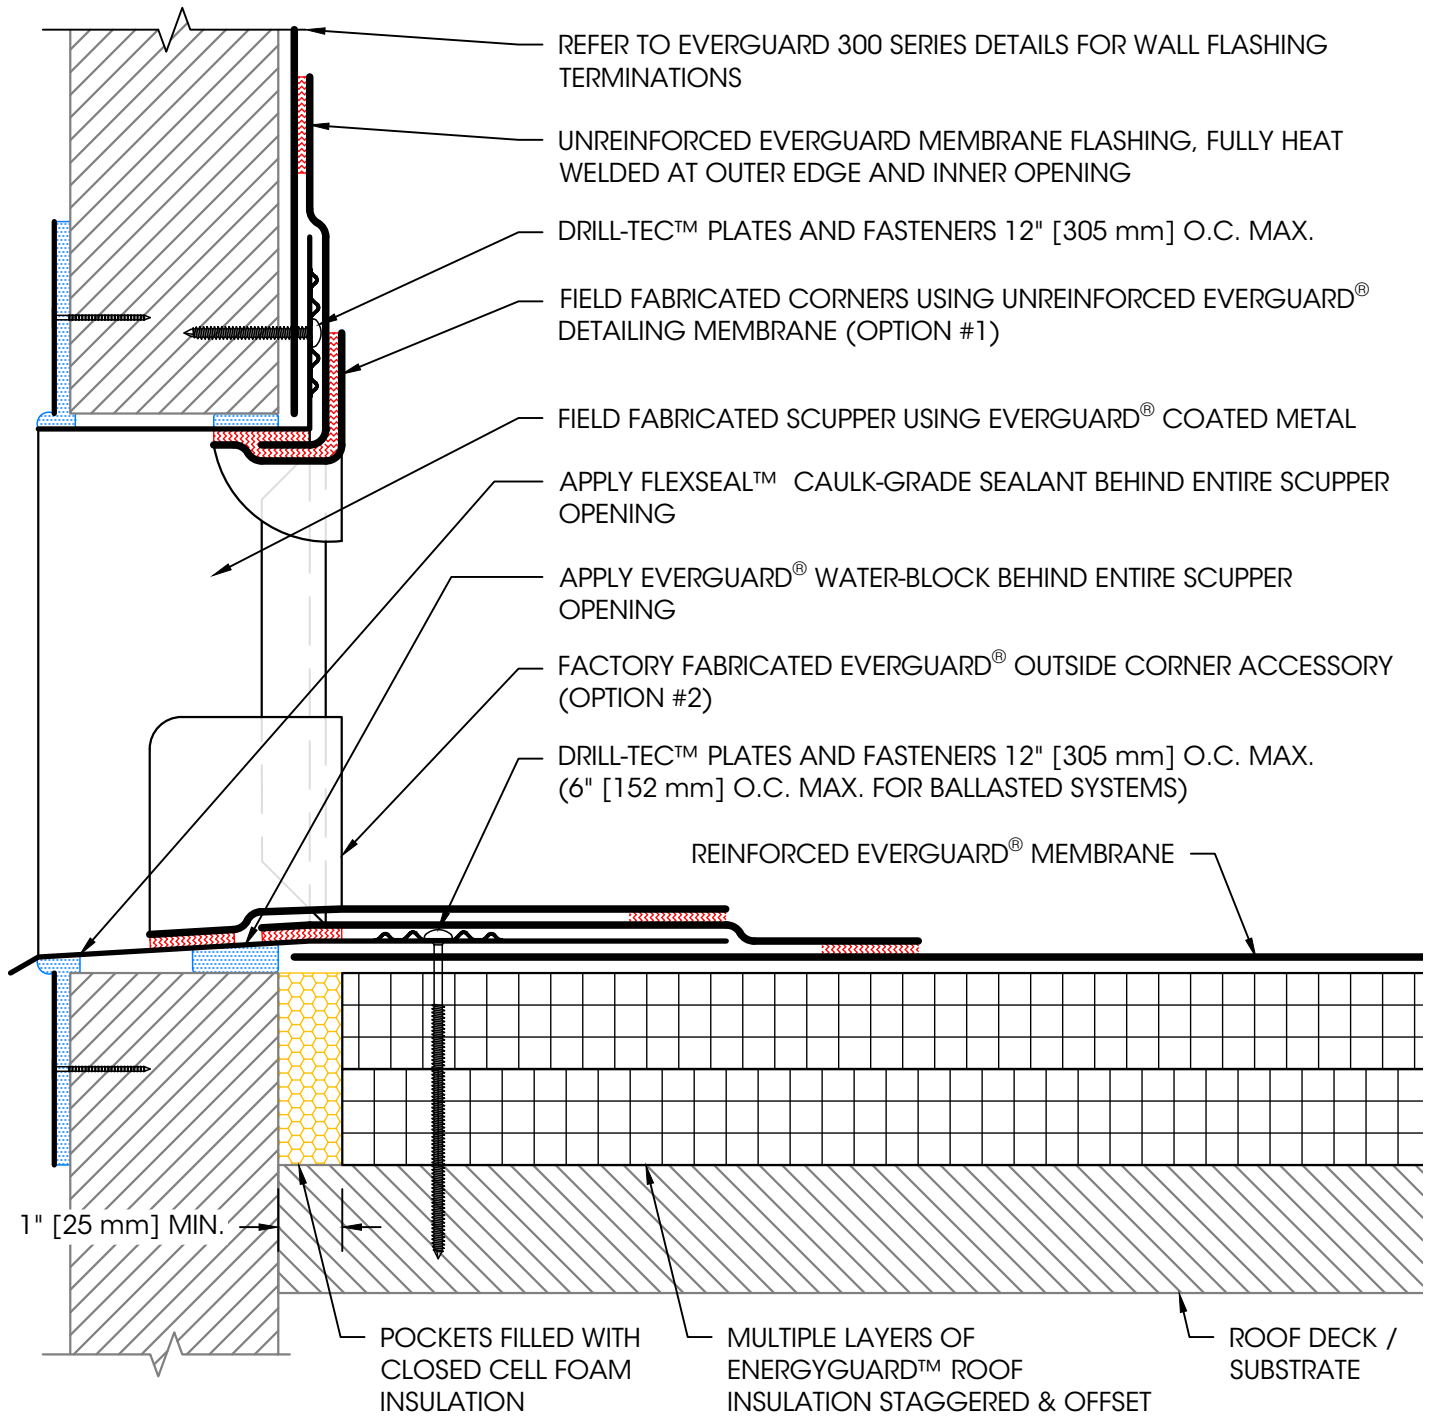 REFER TO EVERGUARD 300 SERIES DETAILS FOR WALL FLASHING
TERMINATIONS
UNREINFORCED EVERGUARD MEMBRANE FLASHING, FULLY HEAT
WELDED AT OUTER EDGE AND INNER OPENING
DRILL-TEC™ PLATES AND FASTENERS 12" [305 mm] O.C. MAX.
FIELD FABRICATED CORNERS USING UNREINFORCED EVERGUARD®
DETAILING MEMBRANE (OPTION #1)
FIELD FABRICATED SCUPPER USING EVERGUARD® COATED METAL
APPLY FLEXSEAL™ CAULK-GRADE SEALANT BEHIND ENTIRE SCUPPER
OPENING
APPLY EVERGUARD® WATER-BLOCK BEHIND ENTIRE SCUPPER
OPENING
FACTORY FABRICATED EVERGUARD® OUTSIDE CORNER ACCESSORY
(OPTION #2)
DRILL-TEC™ PLATES AND FASTENERS 12" [305 mm] O.C. MAX.
(6" [152 mm] O.C. MAX. FOR BALLASTED SYSTEMS)
REINFORCED EVERGUARD® MEMBRANE
1" [25 mm] MIN.
POCKETS FILLED WITH
CLOSED CELL FOAM
INSULATION
MULTIPLE LAYERS OF
ENERGYGUARD™ ROOF
INSULATION STAGGERED & OFFSET
ROOF DECK /
SUBSTRATE